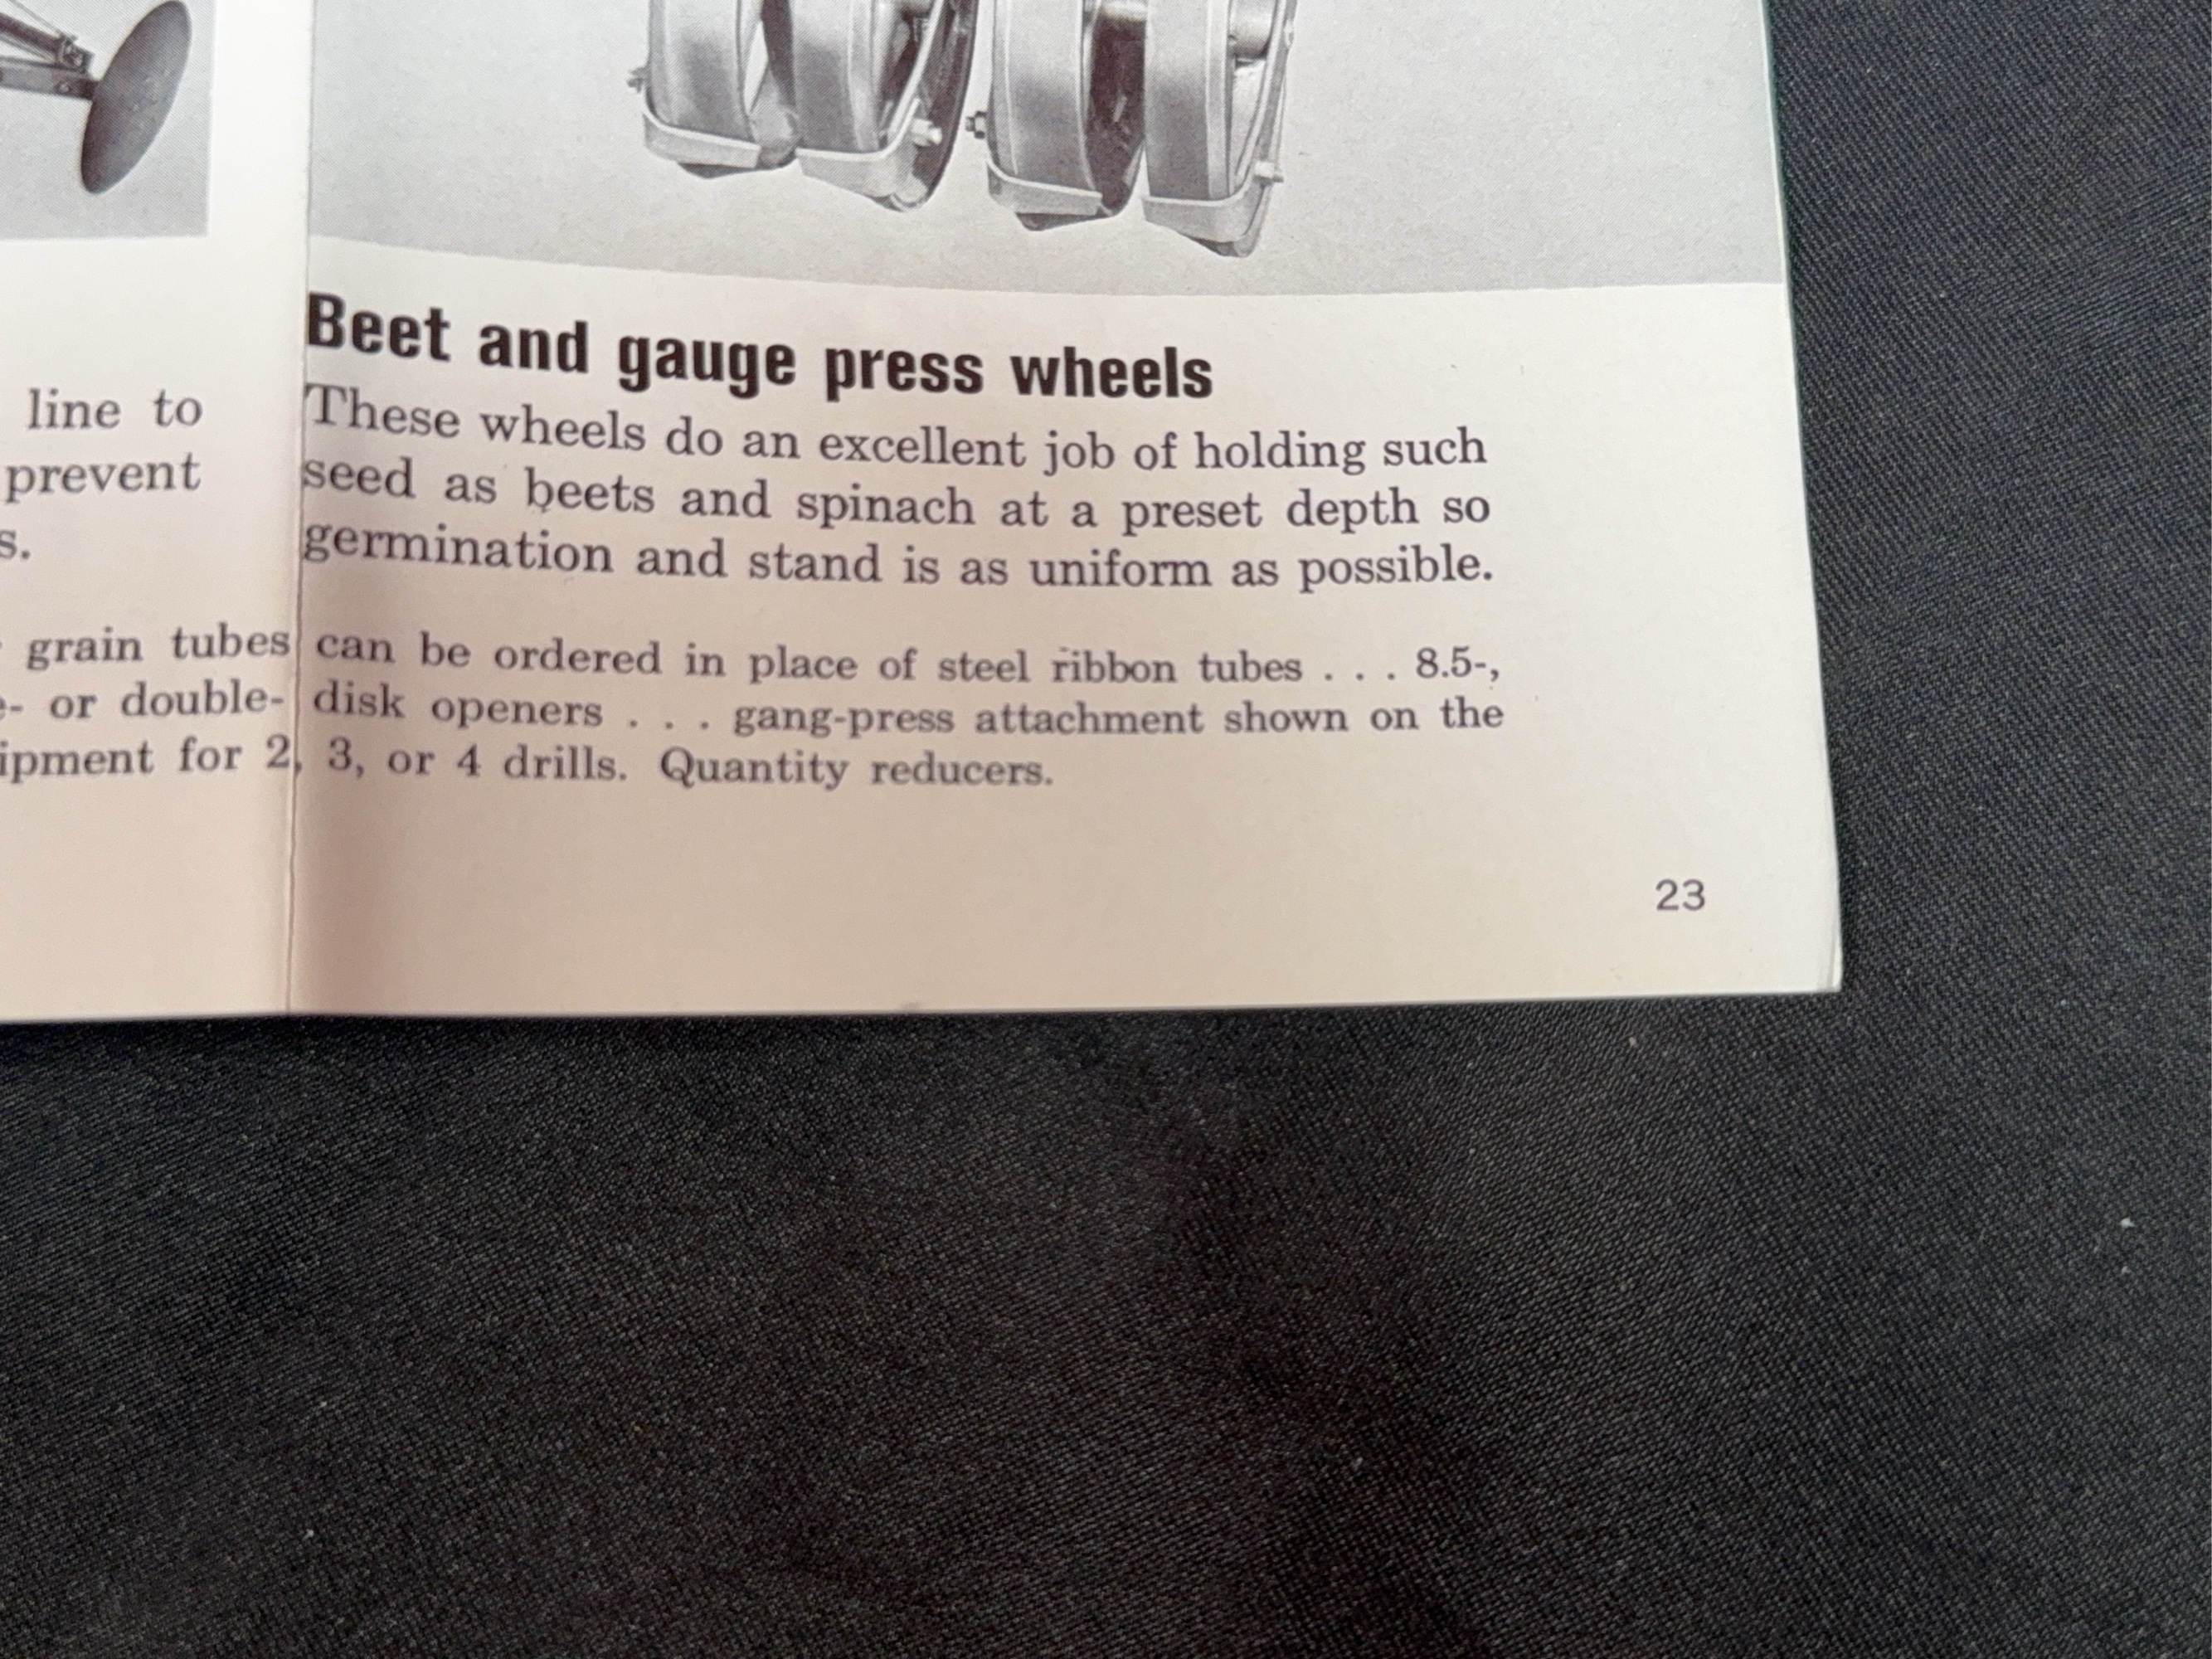 line to
prevent
s.
Beet and gauge press wheels
These wheels do an excellent job of holding such
seed as beets and spinach at a preset depth so
germination and stand is as uniform as possible.
grain tubes can be ordered in place of steel ribbon tubes . . . 8.5-,
- or double- disk openers . . . gang-press attachment shown on the
ipment for 2, 3, or 4 drills. Quantity reducers.
23